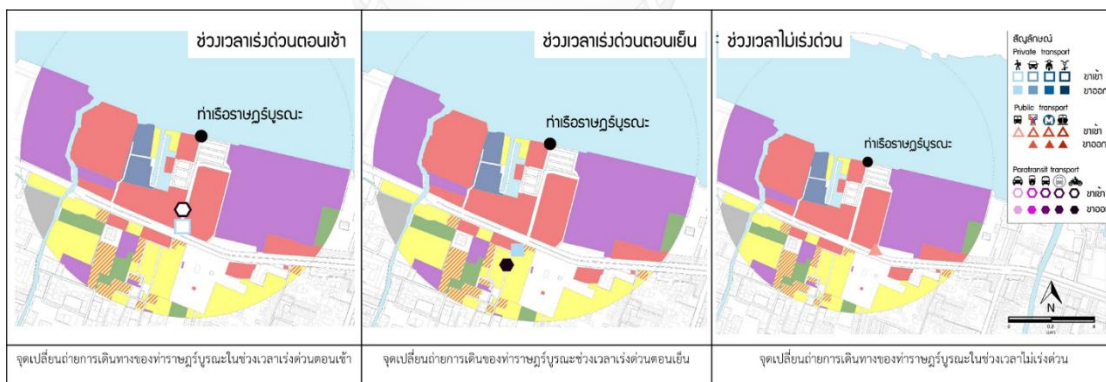 ช่วงเวลาเร่งด่วนตอนเช้า
ท่าเรือราษฎร์บูรณะ
ช่วงเวลาเร่งด่วนตอนเย็น
ท่าเรือราษฎร์บูรณะ
ช่วงเวลาไม่เร่งด่วน
ท่าเรือราษฎร์บูรณะ
สัญลักษณ์
Private transport
ขาเข้า
ขาออก
Public transport
ขาเข้า
ขาออก
Paratransit transport
ขาเข้า
ขาออก
N
จุดเปลี่ยนถ่ายการเดินทางของท่าราษฎร์บูรณะในช่วงเวลาเร่งด่วนตอนเช้า
จุดเปลี่ยนถ่ายการเดินของท่าราษฎร์บูรณะช่วงเวลาเร่งด่วนตอนเย็น
จุดเปลี่ยนถ่ายการเดินทางของท่าราษฎร์บูรณะในช่วงเวลาไม่เร่งด่วน